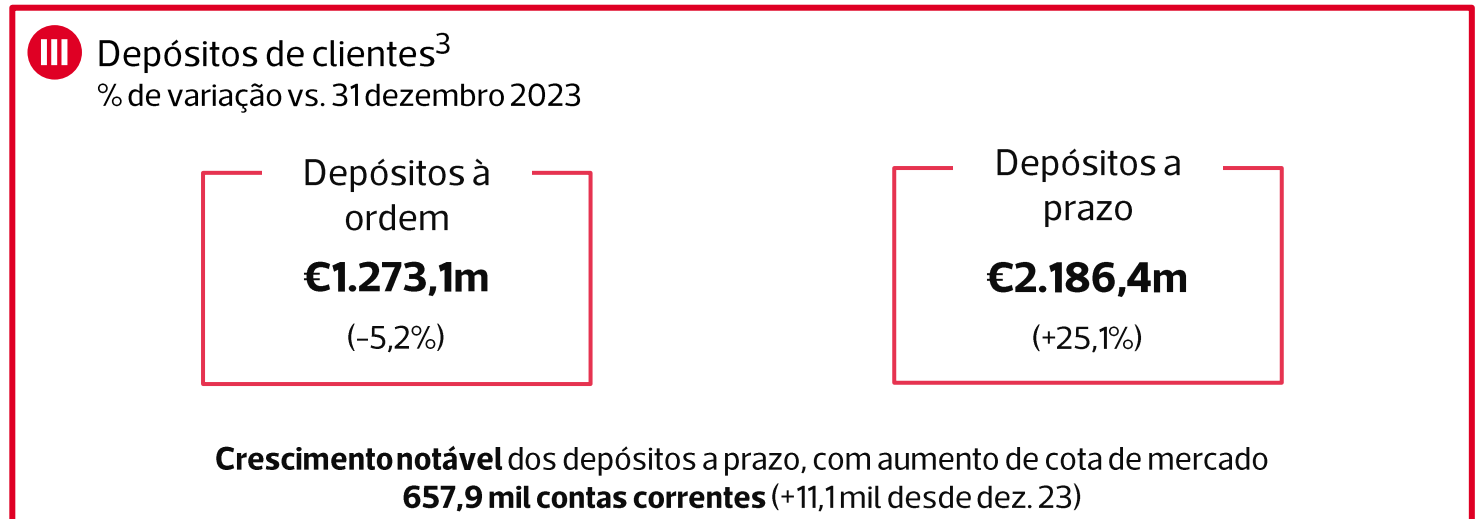 III Depósitos de clientes³
% de variação vs. 31 dezembro 2023
Depósitos à
ordem
€1.273,1m
(-5,2%)
Depósitos a
prazo
€2.186,4m
(+25,1%)
Crescimento notável dos depósitos a prazo, com aumento de cota de mercado
657,9 mil contas correntes (+11,1 mil desde dez. 23)